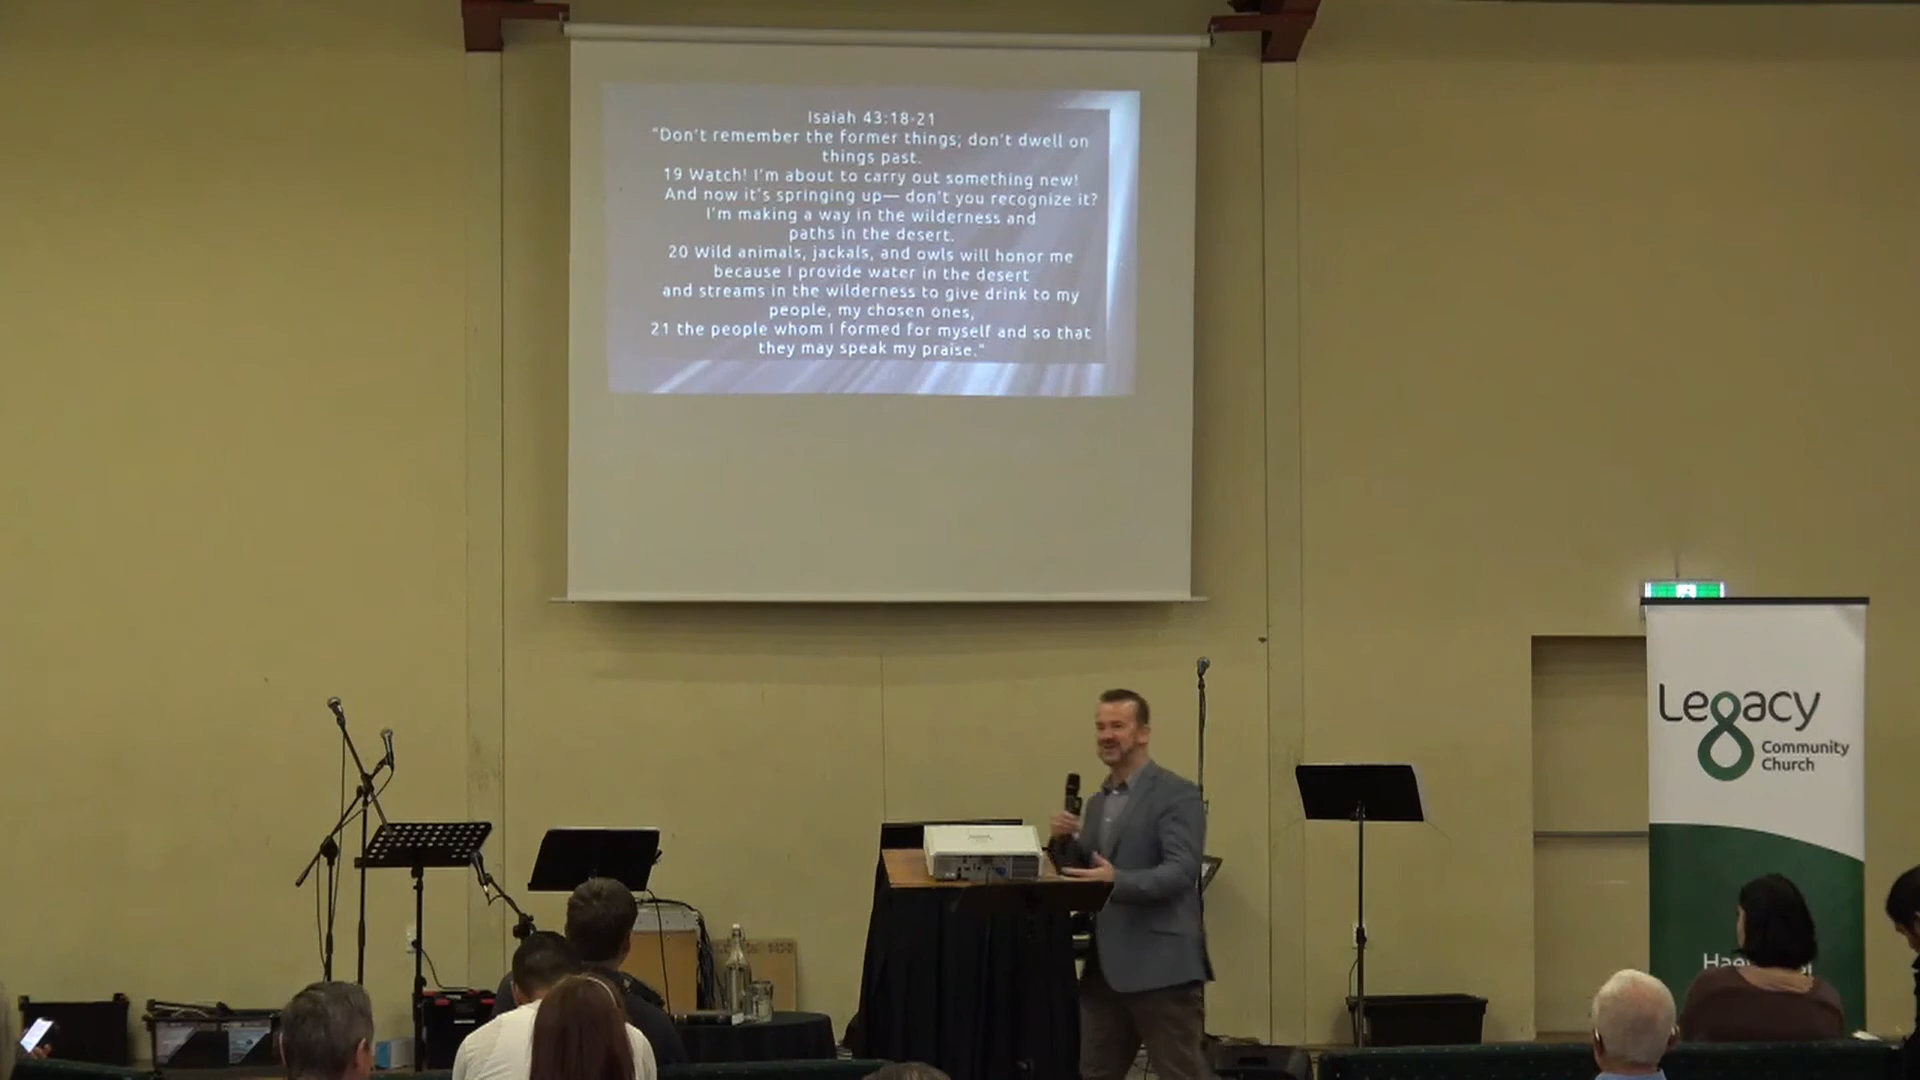 Isaiah 43:18-21
"Don't remember the former things; don't dwell on
things past.
19 Watch! I'm about to carry out something new!
And now it's springing up— don't you recognize it?
I'm making a way in the wilderness and
paths in the desert.
20 Wild animals, jackals, and owls will honor me
because I provide water in the desert
and streams in the wilderness to give drink to my
people, my chosen ones,
21 the people whom I formed for myself and so that
they may speak my praise."
Legacy
Community
Church